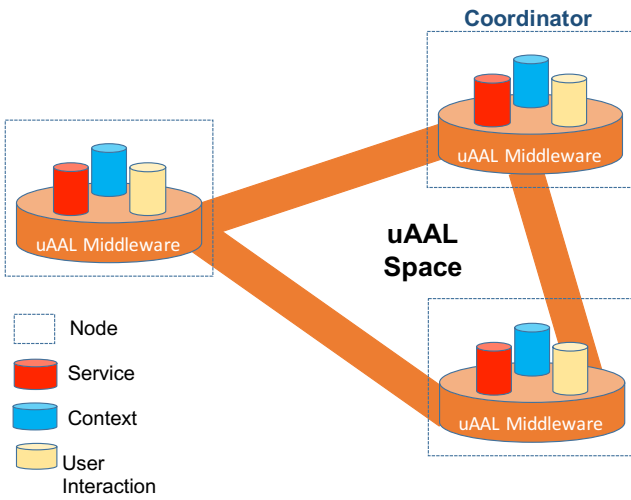 Coordinator
uAAL Middleware
uAAL Middleware
uAAL
Space
uAAL Middleware
Node
Service
Context
User
Interaction